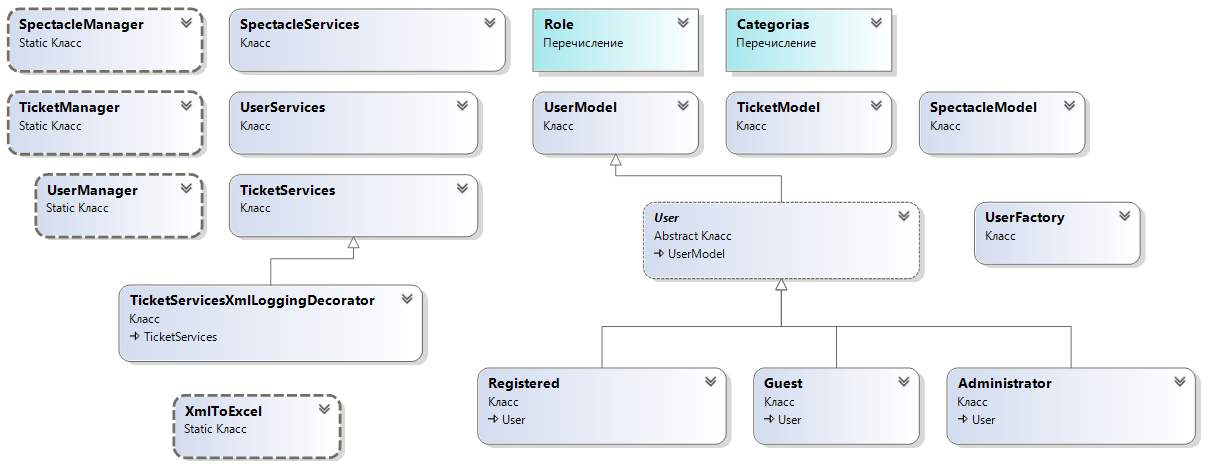 SpectacleManager
Static Класс
SpectacleServices
Класс
Role
Перечисление
Categorias
Перечисление
TicketManager
Static Класс
UserServices
Класс
UserModel
Класс
TicketModel
Класс
SpectacleModel
Класс
UserManager
Static Класс
TicketServices
Класс
User
Abstract Класс
UserModel
UserFactory
Класс
TicketServicesXmlLoggingDecorator
Класс
TicketServices
Registered
Класс
User
Guest
Класс
User
Administrator
Класс
User
XmlToExcel
Static Класс